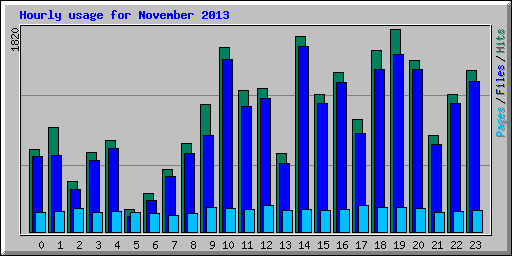 Hourly usage for November 2013
1820
Pages/Files/Hits
0 1 2 3 4 5 6 7 8 9 10 11 12 13 14 15 16 17 18 19 20 21 22 23